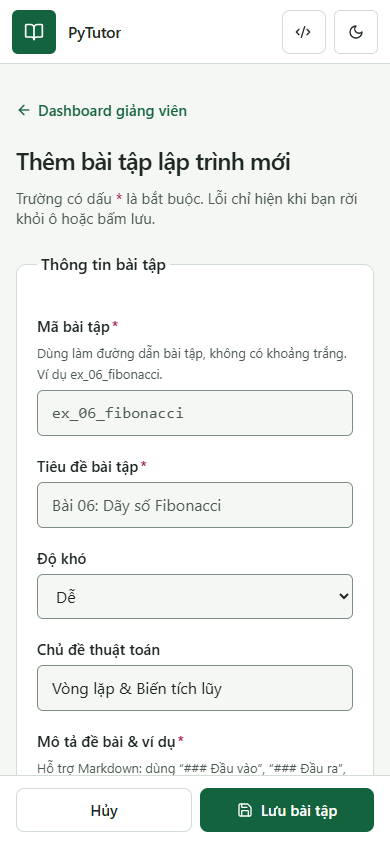 PyTutor
</>
← Dashboard giảng viên
Thêm bài tập lập trình mới
Trường có dấu * là bắt buộc. Lỗi chỉ hiện khi bạn rời
khỏi ô hoặc bấm lưu.
Thông tin bài tập
Mã bài tập*
Dùng làm đường dẫn bài tập, không có khoảng trắng.
Ví dụ ex_06_fibonacci.
ex_06_fibonacci
Tiêu đề bài tập*
Bài 06: Dãy số Fibonacci
Độ khó
Dễ
Chủ đề thuật toán
Vòng lặp & Biến tích lũy
Mô tả đề bài & ví dụ*
Hỗ trợ Markdown: dùng “### Đầu vào”, “### Đầu ra”,
Hủy
Lưu bài tập